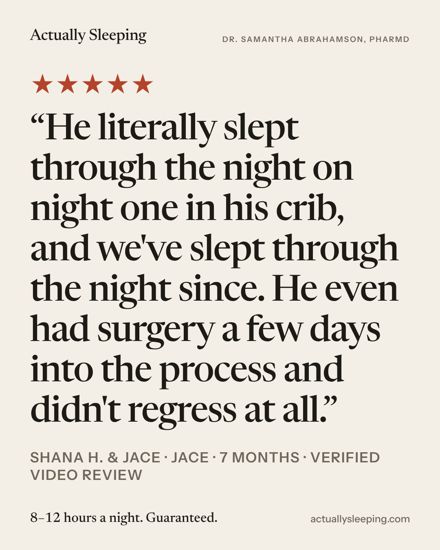 Actually Sleeping
DR. SAMANTHA ABRAHAMSON, PHARMD
“He literally slept
through the night on
night one in his crib,
and we've slept through
the night since. He even
had surgery a few days
into the process and
didn't regress at all.”
SHANA H. & JACE · JACE · 7 MONTHS · VERIFIED
VIDEO REVIEW
8–12 hours a night. Guaranteed.
actuallysleeping.com